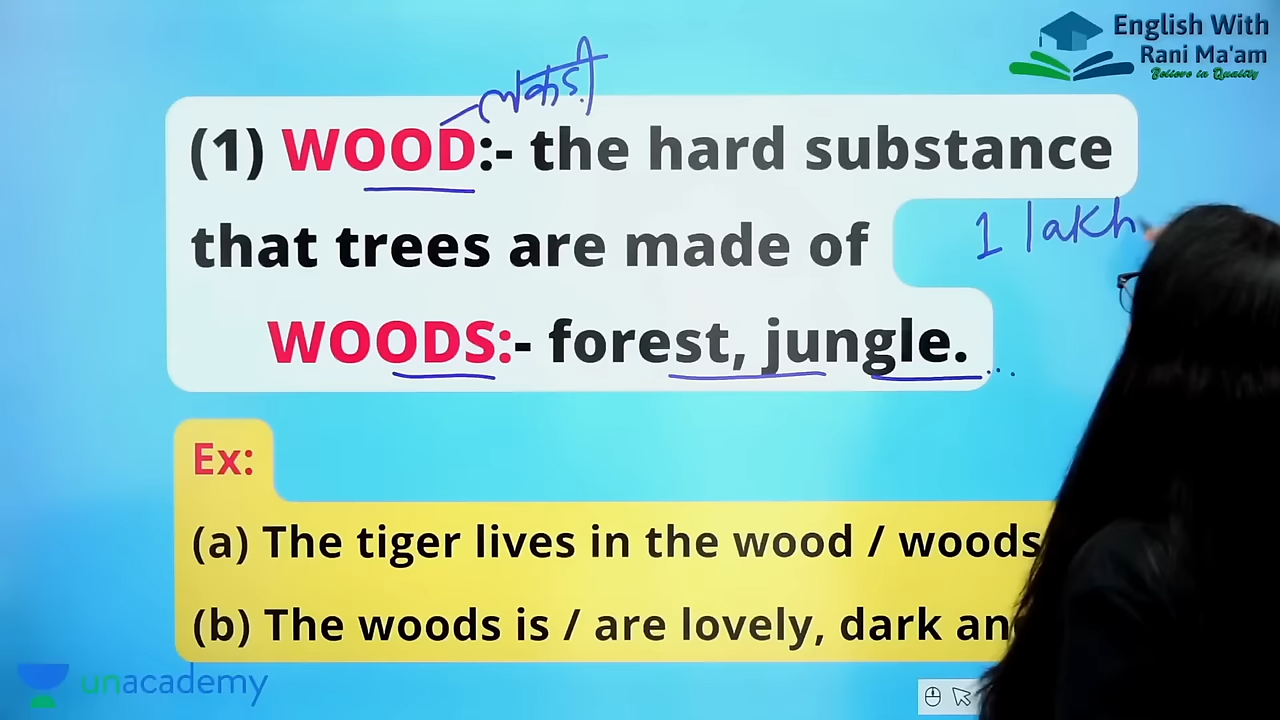 English With
Rani Ma'am
Believe in Quality
लकड़ी
(1) WOOD:- the hard substance
that trees are made of
1 lakh
WOODS:- forest, jungle.
Ex:
(a) The tiger lives in the wood / woods
(b) The woods is / are lovely, dark an
unacademy